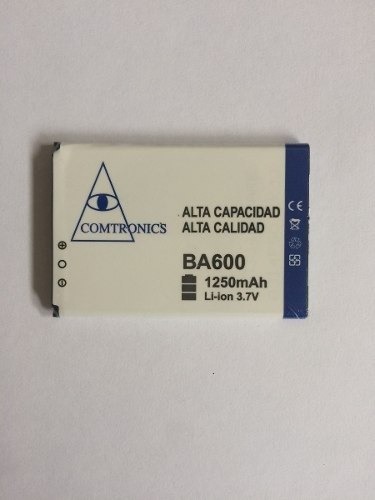 COMTRONICS
ALTA CAPACIDAD
ALTA CALIDAD
BA600
1250mAh
Li-ion 3.7V
CE